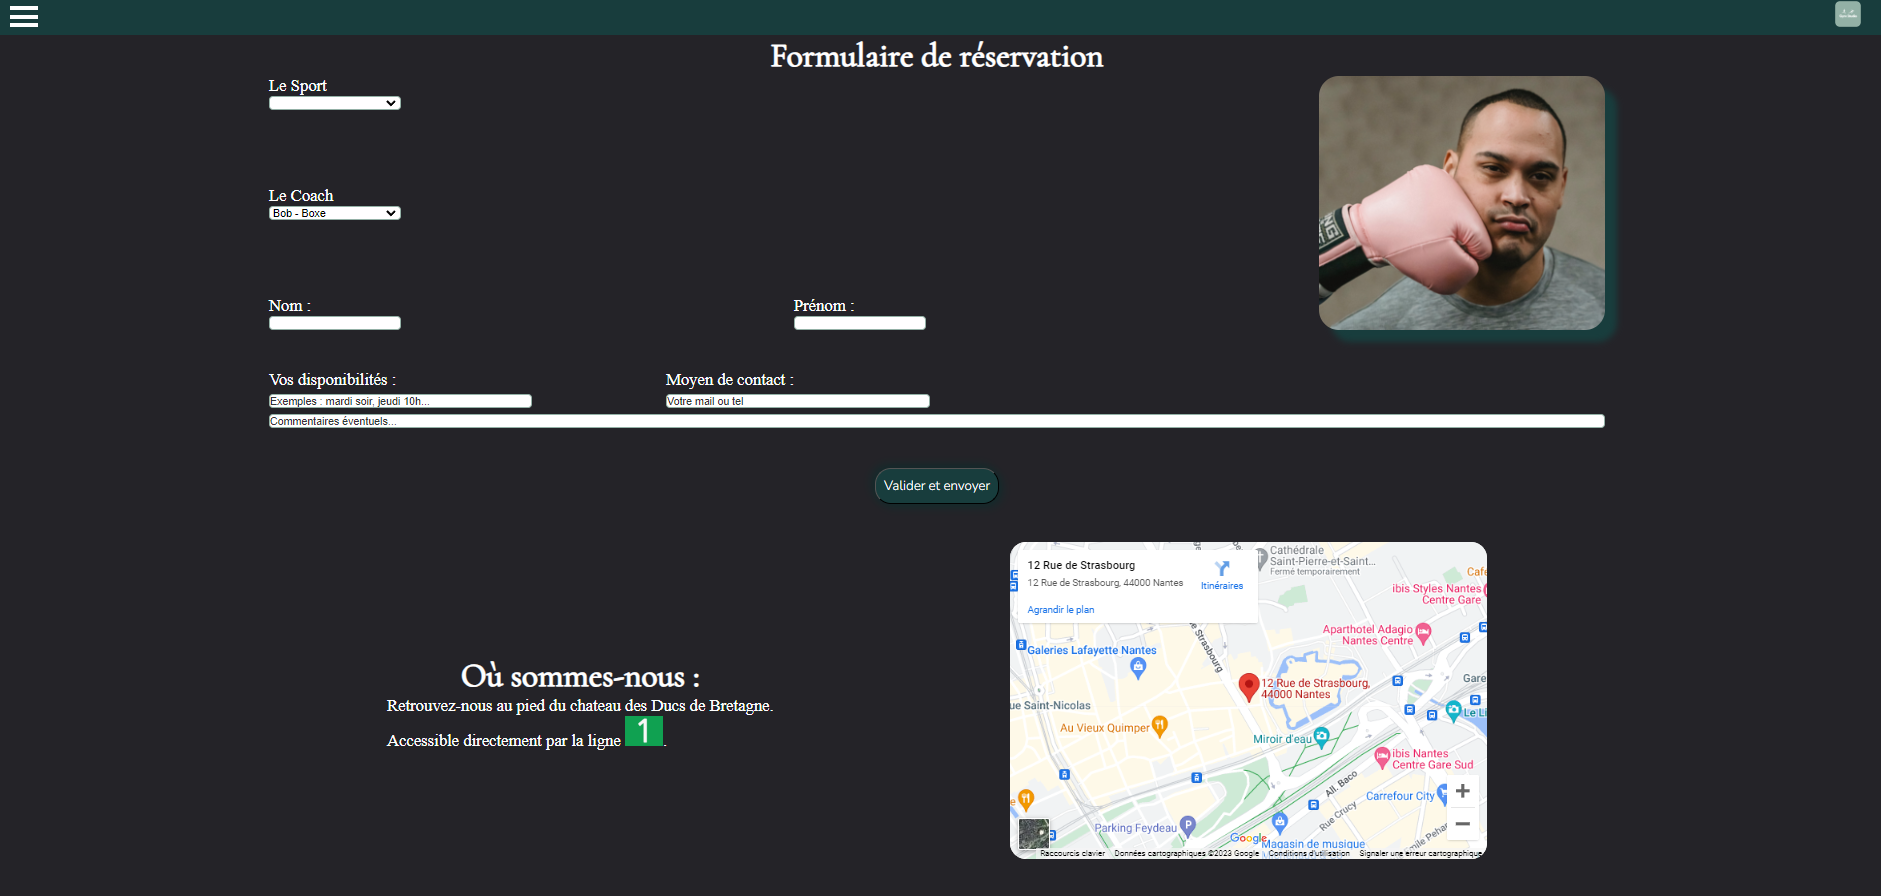 Formulaire de réservation
Le Sport
Le Coach
Bob - Boxe
Nom :
Prénom :
Vos disponibilités :
Moyen de contact :
Exemples : mardi soir, jeudi 10h...
Votre mail ou tel
Commentaires éventuels...
Valider et envoyer
Où sommes-nous :
Retrouvez-nous au pied du chateau des Ducs de Bretagne.
Accessible directement par la ligne 1.
12 Rue de Strasbourg
12 Rue de Strasbourg, 44000 Nantes
Itinéraires
Agrandir le plan
Cathédrale
Saint-Pierre-et-Saint...
Fermé temporairement
Café
ibis Styles Nantes
Centre Gare
Aparthotel Adagio
Nantes Centre
Galeries Lafayette Nantes
e Strasbourg
12 Rue de Strasbourg,
44000 Nantes
Gare
ue Saint-Nicolas
Le Li
Au Vieux Quimper
Miroir d'eau
ibis Nantes
Centre Gare Sud
All. Baco
Carrefour City
Rue Crucy
Emile Pehan
e
Parking Feydeau
P
Google
Magasin de musique
Raccourcis clavier
Données cartographiques ©2023 Google
Conditions d'utilisation
Signaler une erreur cartographique